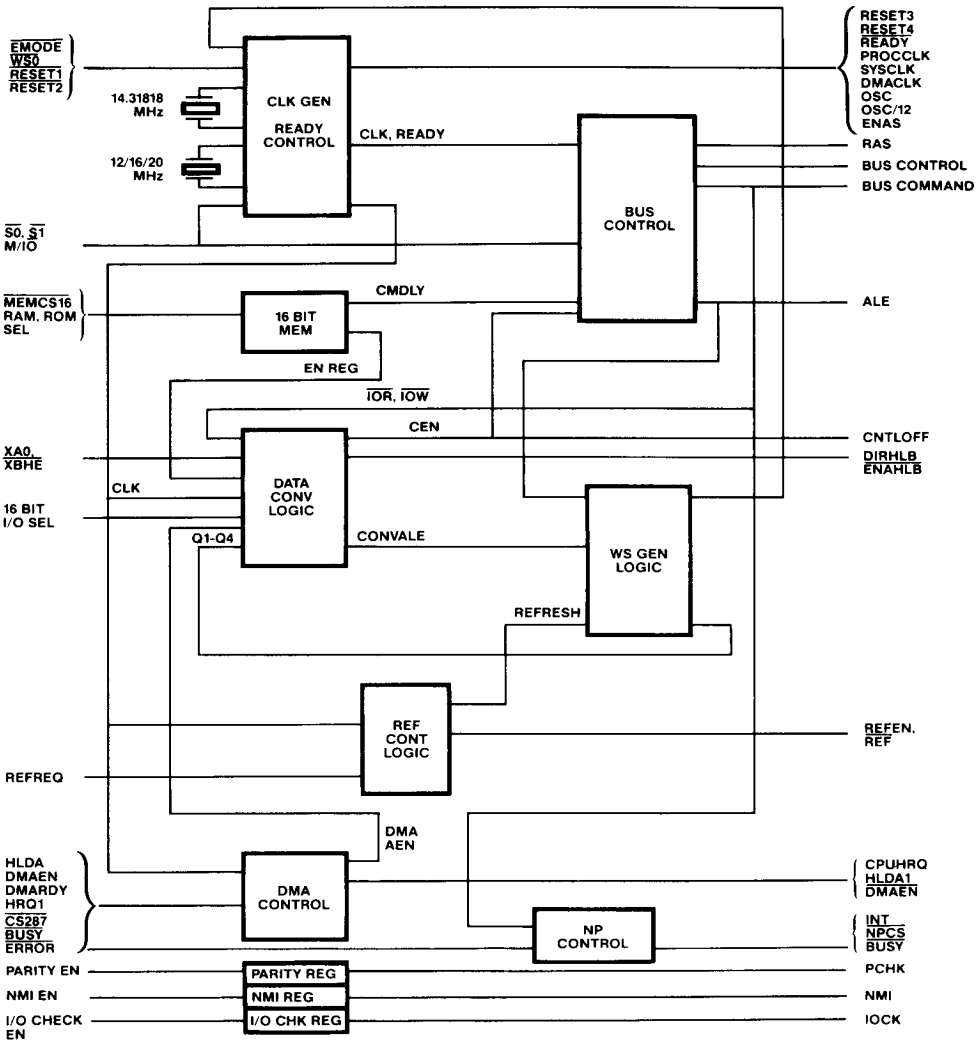 EMODE
WS0
RESET1
RESET2
14.31818
MHz
12/16/20
MHz
CLK GEN
READY
CONTROL
CLK, READY
RESET3
RESET4
READY
PROCCLK
SYSCLK
DMACLK
OSC
OSC/12
ENAS
RAS
BUS CONTROL
BUS COMMAND
BUS
CONTROL
S0, S1
M/IO
MEMCS16
RAM, ROM
SEL
16 BIT
MEM
CMDLY
ALE
EN REG
IOR, IOW
CEN
CNTLOFF
DIRHLB
ENAHLB
XA0,
XBHE
CLK
DATA
CONV
LOGIC
16 BIT
I/O SEL
Q1-Q4
CONVALE
WS GEN
LOGIC
REFRESH
REF
CONT
LOGIC
REFEN,
REF
REFREQ
DMA
AEN
HLDA
DMAEN
DMARDY
HRQ1
CS287
BUSY
ERROR
DMA
CONTROL
CPUHRQ
HLDA1
DMAEN
NP
CONTROL
INT
NPCS
BUSY
PARITY EN
PARITY REG
PCHK
NMI EN
NMI REG
NMI
I/O CHECK
EN
I/O CHK REG
IOCK